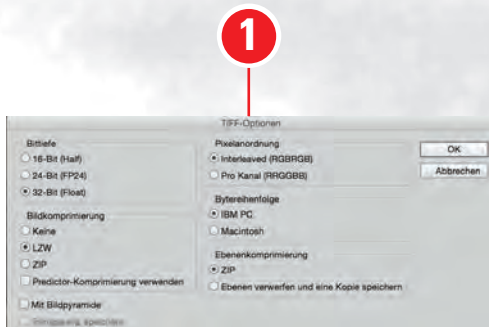 1
TIFF-Optionen
Bittiefe
16-Bit (Half)
24-Bit (FP24)
32-Bit (Float)
Bildkomprimierung
Keine
LZW
ZIP
Predictor-Komprimierung verwenden
Mit Bildpyramide
Transparenz speichern
Pixelanordnung
Interleaved (RGBRGB)
Pro Kanal (RRGGBB)
Bytereihenfolge
IBM PC
Macintosh
Ebenenkomprimierung
ZIP
Ebenen verwerfen und eine Kopie speichern
OK
Abbrechen